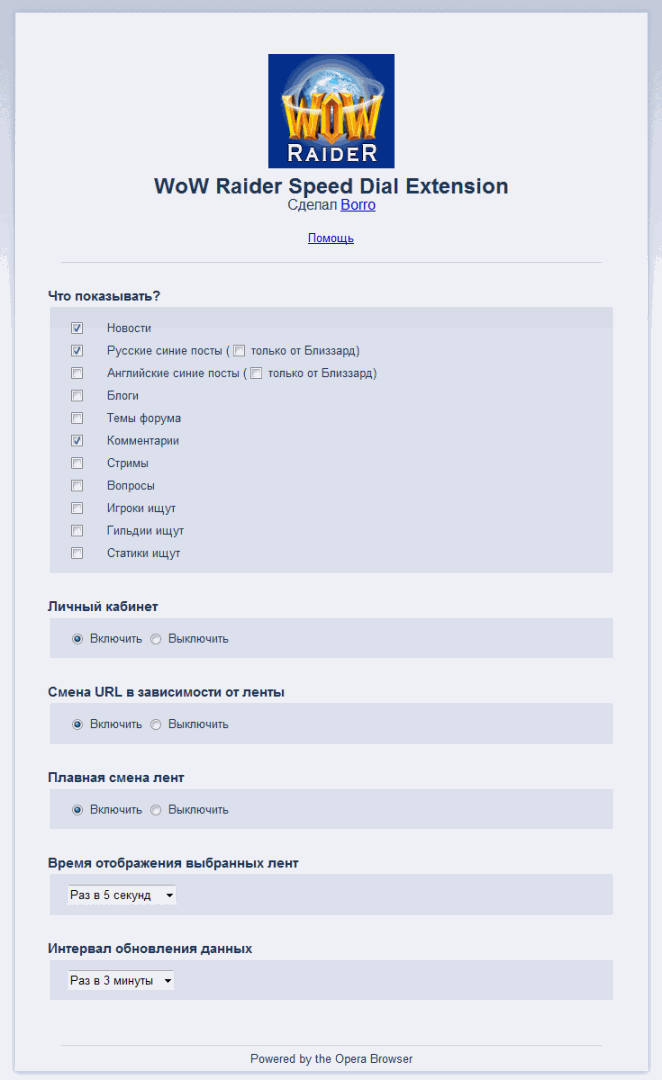 WOW
RAIDER
WoW Raider Speed Dial Extension
Сделал Borro
Помощь
Что показывать?
Новости
Русские синие посты ( только от Близзард)
Английские синие посты ( только от Близзард)
Блоги
Темы форума
Комментарии
Стримы
Вопросы
Игроки ищут
Гильдии ищут
Статики ищут
Личный кабинет
Включить Выключить
Смена URL в зависимости от ленты
Включить Выключить
Плавная смена лент
Включить Выключить
Время отображения выбранных лент
Раз в 5 секунд
Интервал обновления данных
Раз в 3 минуты
Powered by the Opera Browser